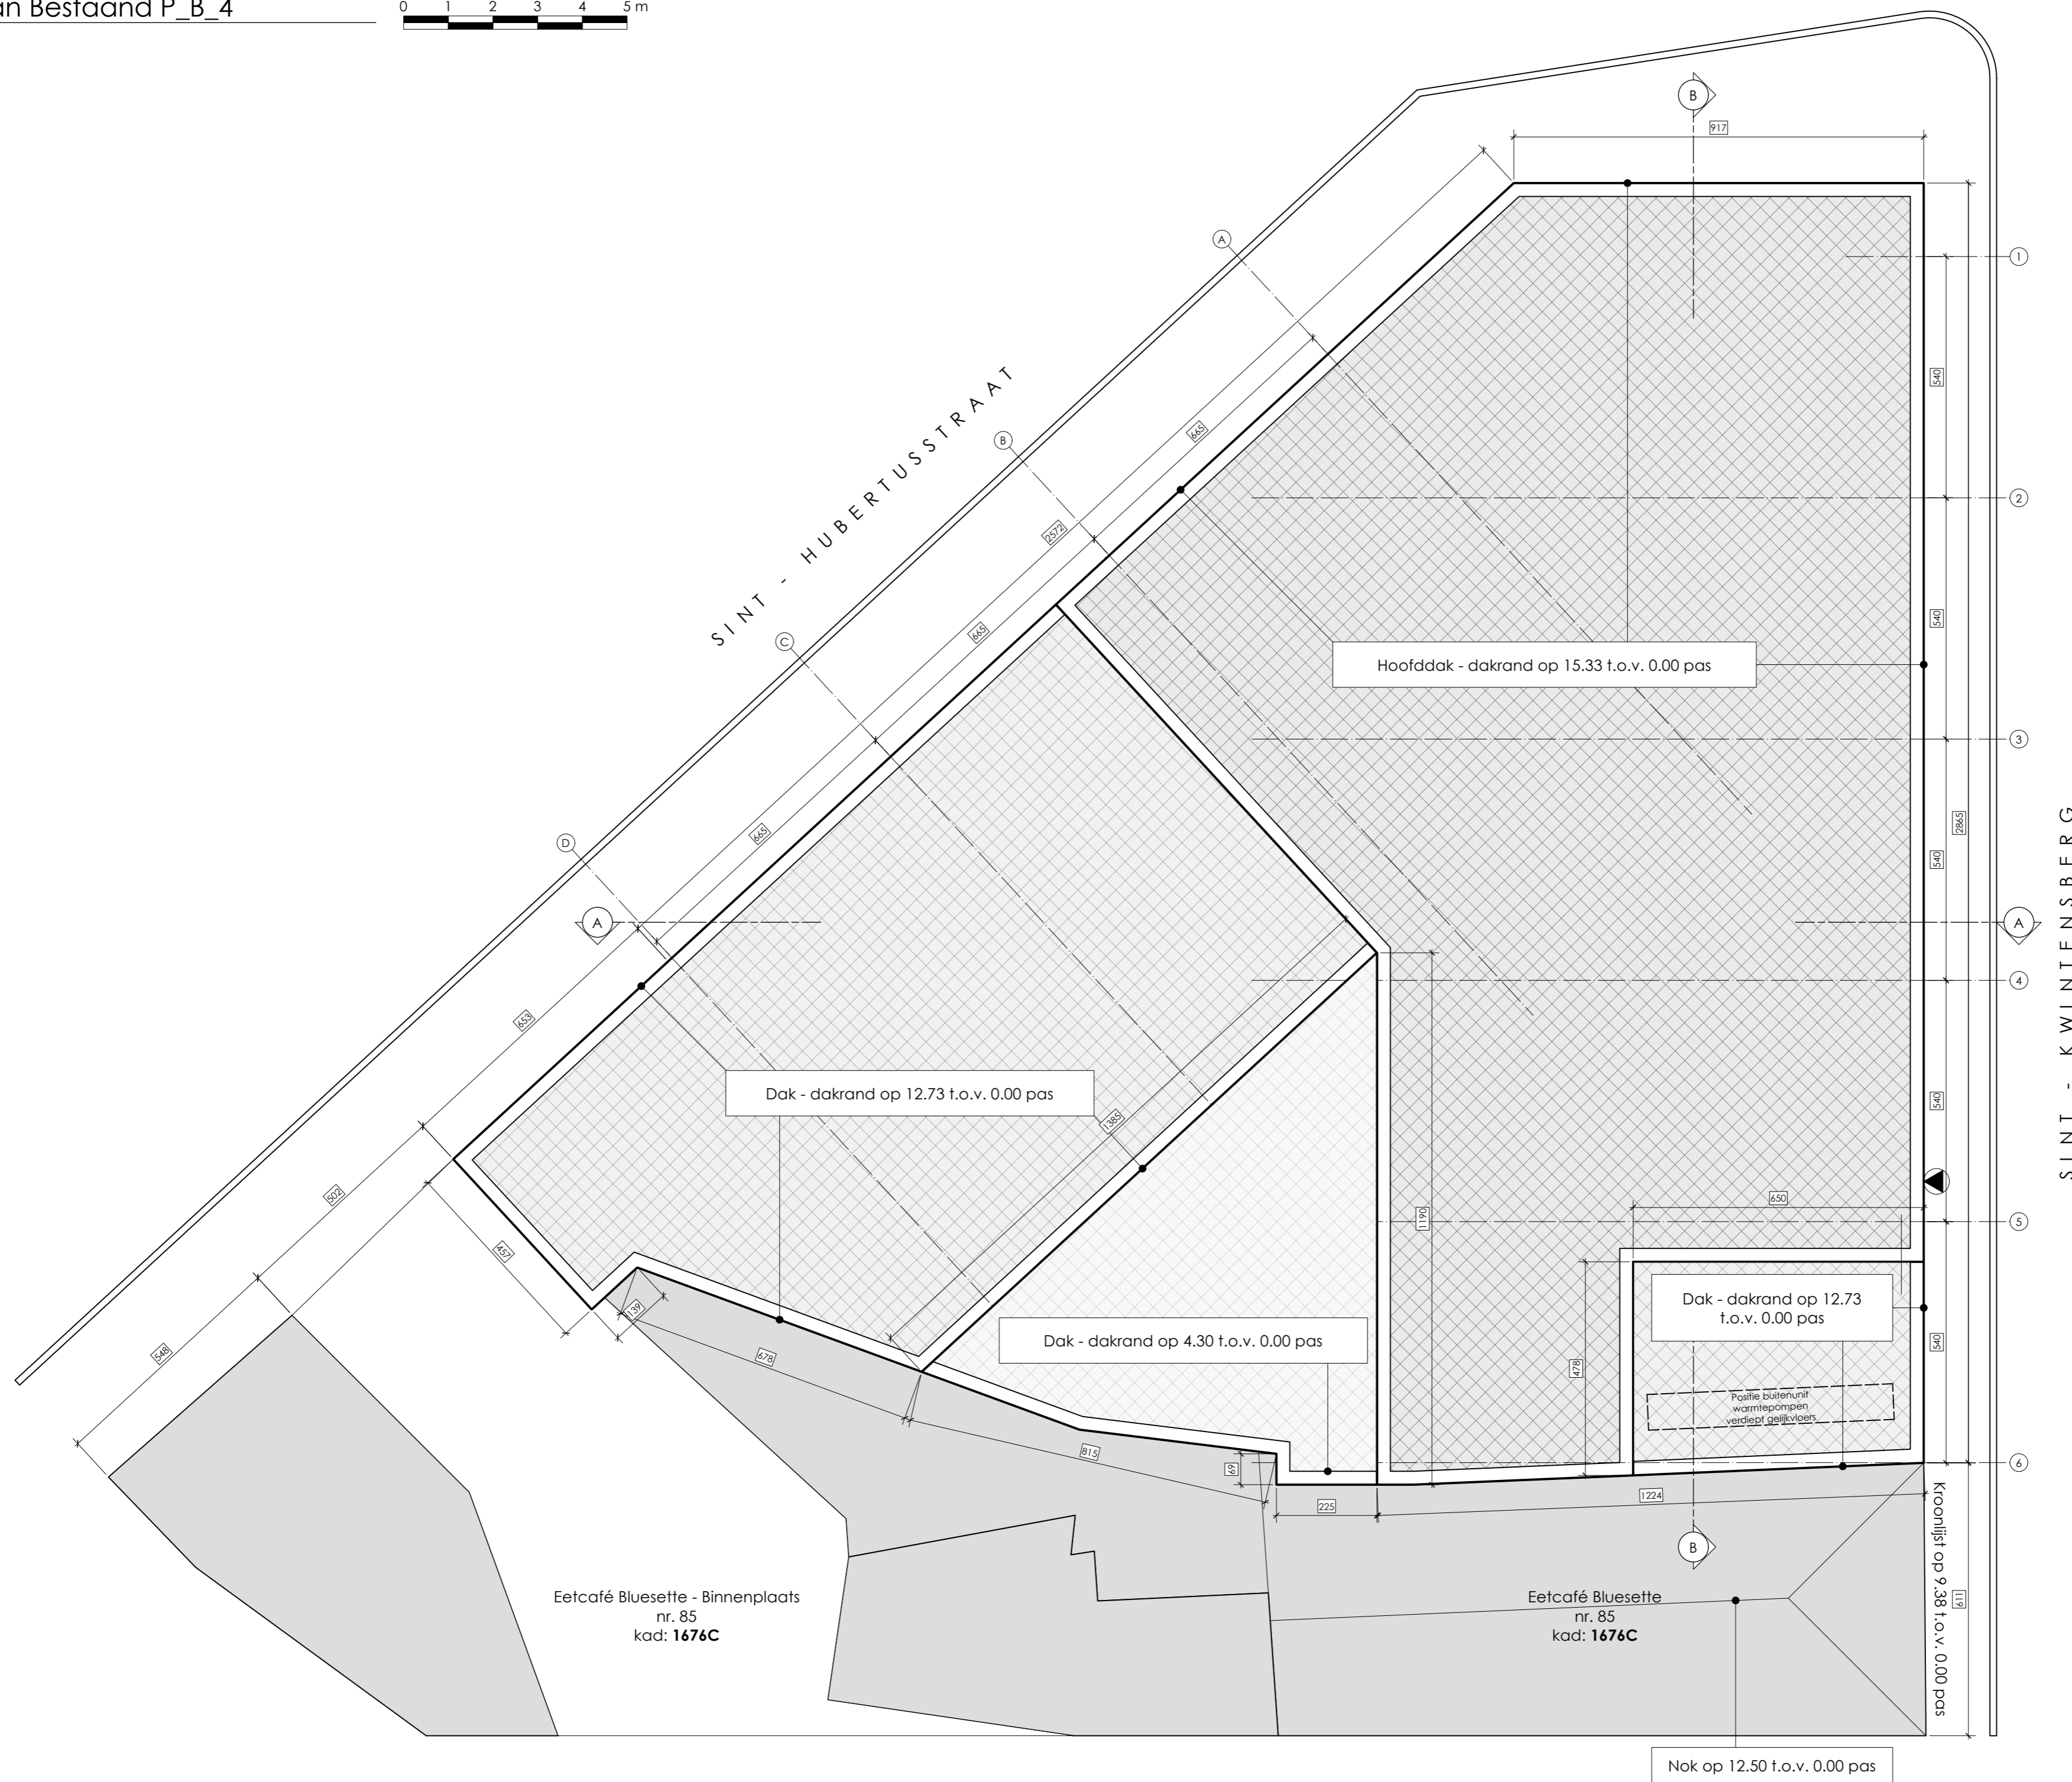 an Bestaand P_B_4
0 1 2 3 4 5 m
B
917
A
1
540
SINT - HUBERTUSSTRAAT
B
665
2
2572
540
665
C
Hoofddak - dakrand op 15.33 t.o.v. 0.00 pas
3
665
2865
540
D
A
A
SINT - KWINTENSBERG
4
653
Dak - dakrand op 12.73 t.o.v. 0.00 pas
1385
540
502
650
1190
5
457
Dak - dakrand op 12.73
t.o.v. 0.00 pas
139
Dak - dakrand op 4.30 t.o.v. 0.00 pas
540
548
678
478
Positie buitenunit
warmtepompen
verdiept gelijkvloers
815
69
6
225
1224
B
Kroonlijst op 9.38 t.o.v. 0.00 pas
611
Eetcafé Bluesette - Binnenplaats
nr. 85
kad: 1676C
Eetcafé Bluesette
nr. 85
kad: 1676C
Nok op 12.50 t.o.v. 0.00 pas